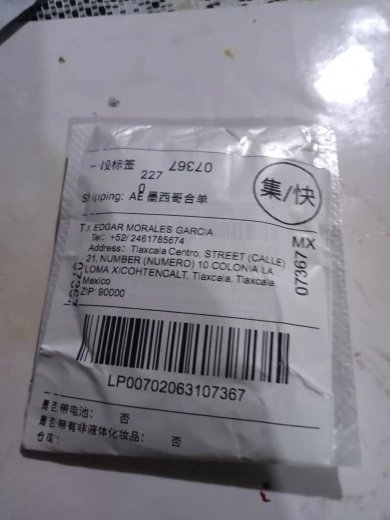 一段标签
07367
227
集/快
Shipping: AE 墨西哥合单
To: EDGAR MORALES GARCIA
Tel: +52/ 2461785674
Address: Tlaxcala Centro, STREET (CALLE)
21, NUMBER (NUMERO) 10 COLONIA LA
LOMA XICOHTENCALT, Tlaxcala, Tlaxcala,
Mexico
ZIP: 90000
MX
07367
07367
LP00702063107367
是否带电池: 否
是否带有非液体化妆品: 否
仓库: